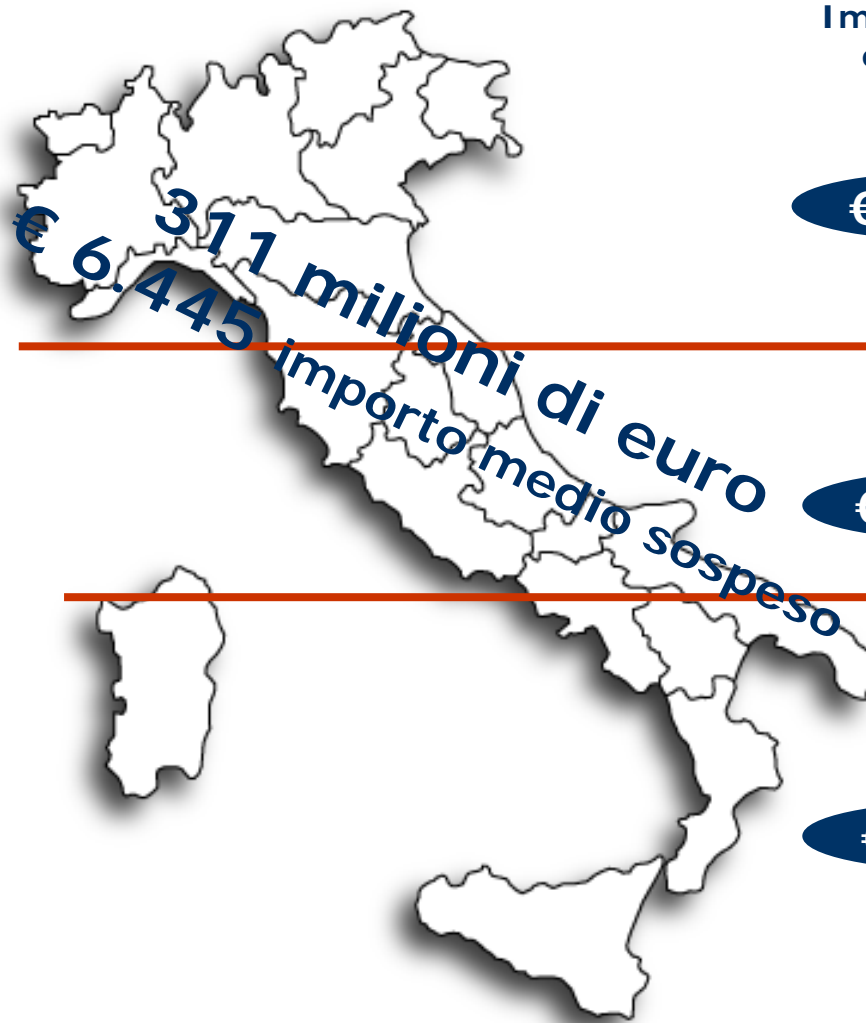 311 milioni di euro
€ 6.445 importo medio sospeso
€